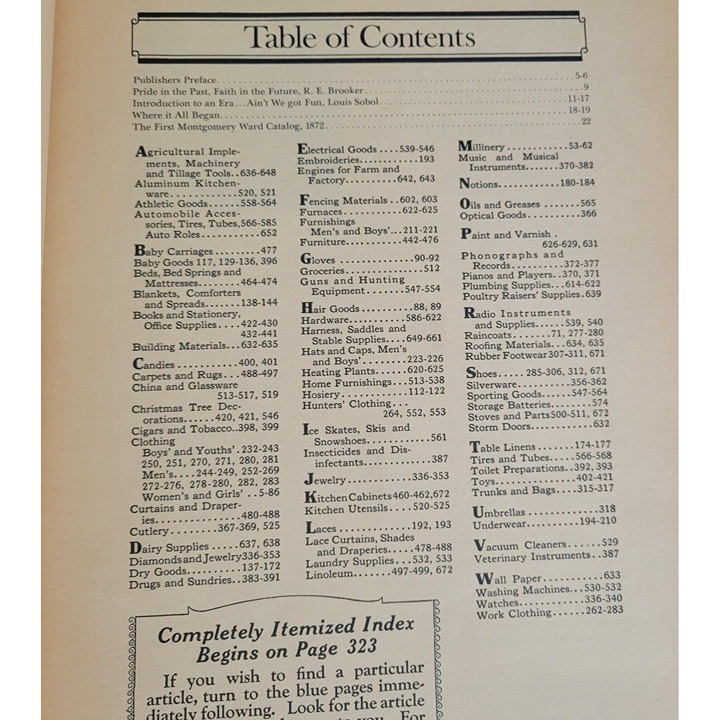 Table of Contents
Publishers Preface. 5-6
Pride in the Past, Faith in the Future, R. E. Brooker 9
Introduction to an Era...Ain't We got Fun, Louis Sobol 11-17
Where it All Began. 18-19
The First Montgomery Ward Catalog, 1872 22
Agricultural Imple-
ments, Machinery
and Tillage Tools..636-648
Aluminum Kitchen-
ware............520, 521
Athletic Goods......558-564
Automobile Acces-
sories, Tires, Tubes,566-585
Auto Roles...........652
Baby Carriages........477
Baby Goods 117, 129-136, 396
Beds, Bed Springs and
Mattresses.......464-474
Blankets, Comforters
and Spreads......138-144
Books and Stationery,
Office Supplies....422-430
432-441
Building Materials...632-635
Candies..........400, 401
Carpets and Rugs...488-497
China and Glassware
513-517, 519
Christmas Tree Dec-
orations......420, 421, 546
Cigars and Tobacco..398, 399
Clothing
Boys' and Youths'.232-243
250, 251, 270, 271, 280, 281
Men's....244-249, 252-269
272-276, 278-280, 282, 283
Women's and Girls' ..5-86
Curtains and Draper-
ies...............480-488
Cutlery......367-369, 525
Dairy Supplies .....637, 638
Diamonds and Jewelry 336-353
Dry Goods.........137-172
Drugs and Sundries..383-391
Electrical Goods ....539-546
Embroideries...........193
Engines for Farm and
Factory.........642, 643
Fencing Materials ..602, 603
Furnaces..........622-625
Furnishings
Men's and Boys'...211-221
Furniture..........442-476
Gloves ..............90-92
Groceries..............512
Guns and Hunting
Equipment.......547-554
Hair Goods.........88, 89
Hardware..........586-622
Harness, Saddles and
Stable Supplies....649-661
Hats and Caps, Men's
and Boys'........223-226
Heating Plants......620-625
Home Furnishings...513-538
Hosiery...........112-122
Hunters' Clothing...
264, 552, 553
Ice Skates, Skis and
Snowshoes...........561
Insecticides and Dis-
infectants............387
Jewelry............336-353
Kitchen Cabinets 460-462,672
Kitchen Utensils....520-525
Laces............192, 193
Lace Curtains, Shades
and Draperies.....478-488
Laundry Supplies...532, 533
Linoleum......497-499, 672
Millinery ............53-62
Music and Musical
Instruments.......370-382
Notions...........180-184
Oils and Greases .......565
Optical Goods..........366
Paint and Varnish .
626-629, 631
Phonographs and
Records..........372-377
Pianos and Players..370, 371
Plumbing Supplies...614-622
Poultry Raisers' Supplies.639
Radio Instruments
and Supplies.....539, 540
Raincoats.......71, 277-280
Roofing Materials...634, 635
Rubber Footwear 307-311, 671
Shoes.....285-306, 312, 671
Silverware..........356-362
Sporting Goods.....547-564
Storage Batteries........574
Stoves and Parts 500-511, 672
Storm Doors............632
Table Linens.......174-177
Tires and Tubes.....566-568
Toilet Preparations..392, 393
Toys..............402-421
Trunks and Bags....315-317
Umbrellas.............318
Underwear.........194-210
Vacuum Cleaners......529
Veterinary Instruments..387
Wall Paper............633
Washing Machines...530-532
Watches...........336-340
Work Clothing......262-283
Completely Itemized Index
Begins on Page 323
If you wish to find a particular
article, turn to the blue pages imme-
diately following. Look for the article
you. For